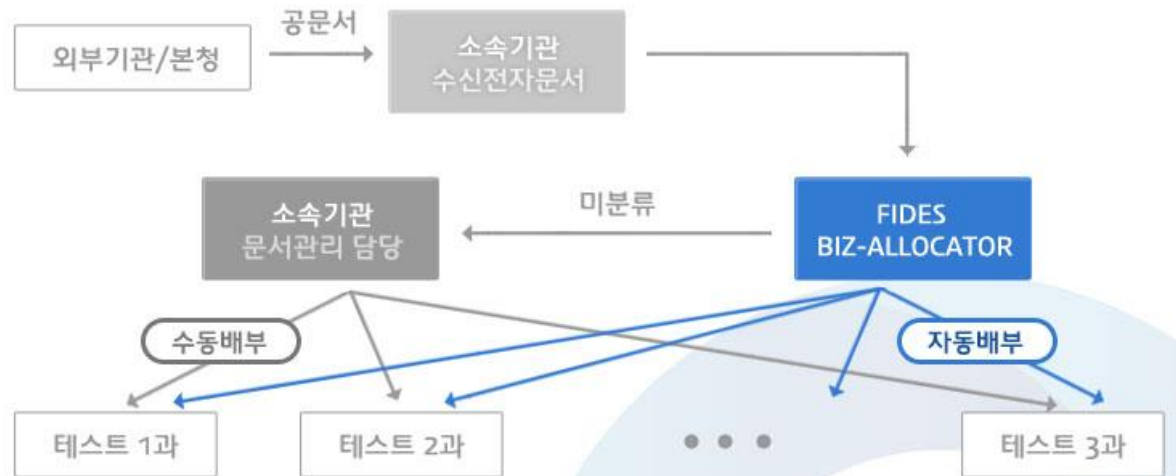 공문서
외부기관/본청
소속기관
수신전자문서
미분류
소속기관
문서관리 담당
FIDES
BIZ-ALLOCATOR
수동배부
자동배부
테스트 1과
테스트 2과
● ● ●
테스트 3과